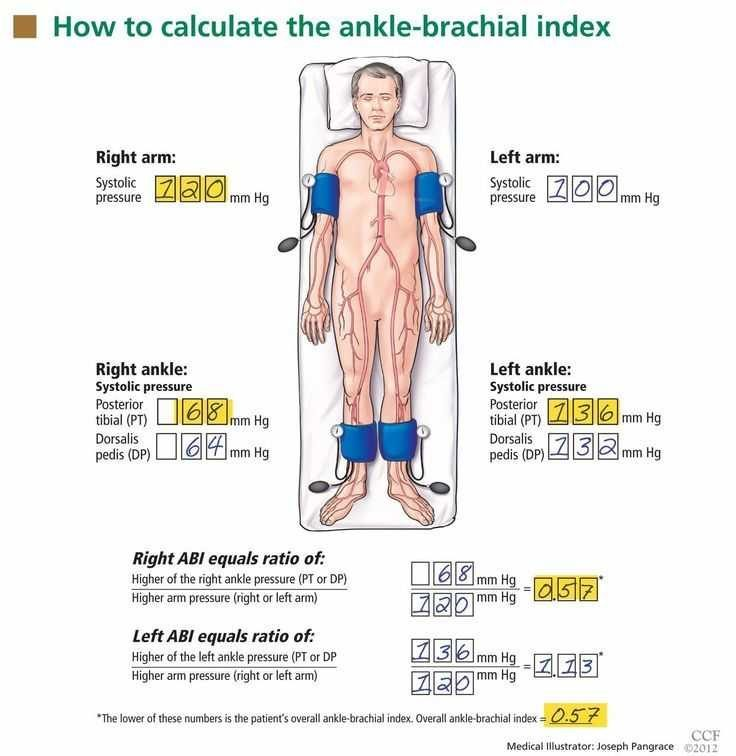 How to calculate the ankle-brachial index
Right arm:
Systolic
pressure 120 mm Hg
Left arm:
Systolic
pressure 100 mm Hg
Right ankle:
Systolic pressure
Posterior
tibial (PT) 68 mm Hg
Dorsalis
pedis (DP) 64 mm Hg
Left ankle:
Systolic pressure
Posterior
tibial (PT) 136 mm Hg
Dorsalis
pedis (DP) 132 mm Hg
Right ABI equals ratio of:
Higher of the right ankle pressure (PT or DP) 68 mm Hg
Higher arm pressure (right or left arm) 120 mm Hg
= 0.57*
Left ABI equals ratio of:
Higher of the left ankle pressure (PT or DP 136 mm Hg
Higher arm pressure (right or left arm) 120
= 1.13*
*The lower of these numbers is the patient's overall ankle-brachial index. Overall ankle-brachial index = 0.57
Medical Illustrator: Joseph Pangrace
CCF
©2012